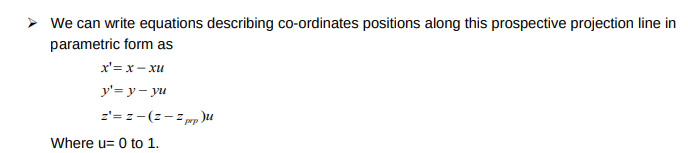 ➢ We can write equations describing co-ordinates positions along this prospective projection line in
parametric form as
x'= x − xu
y'= y − yu
z'= z − (z − z_prp)u
Where u= 0 to 1.